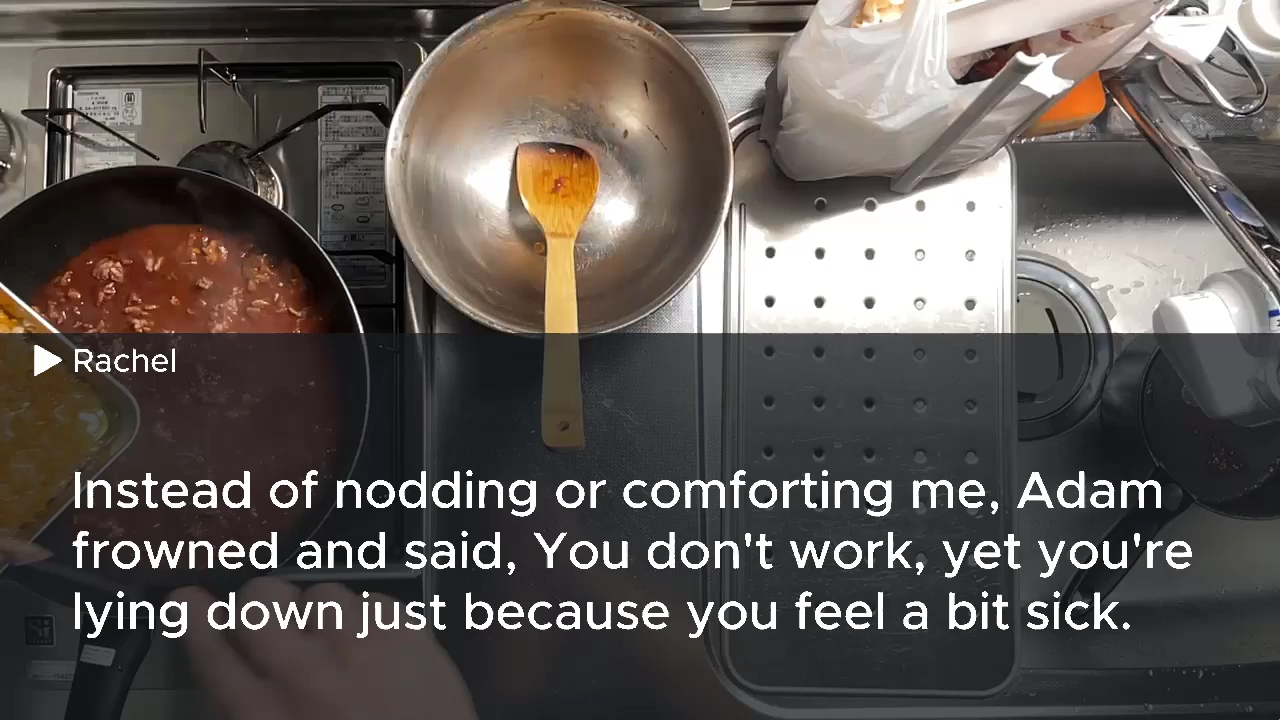 Rachel
Instead of nodding or comforting me, Adam
frowned and said, You don't work, yet you're
lying down just because you feel a bit sick.
Si